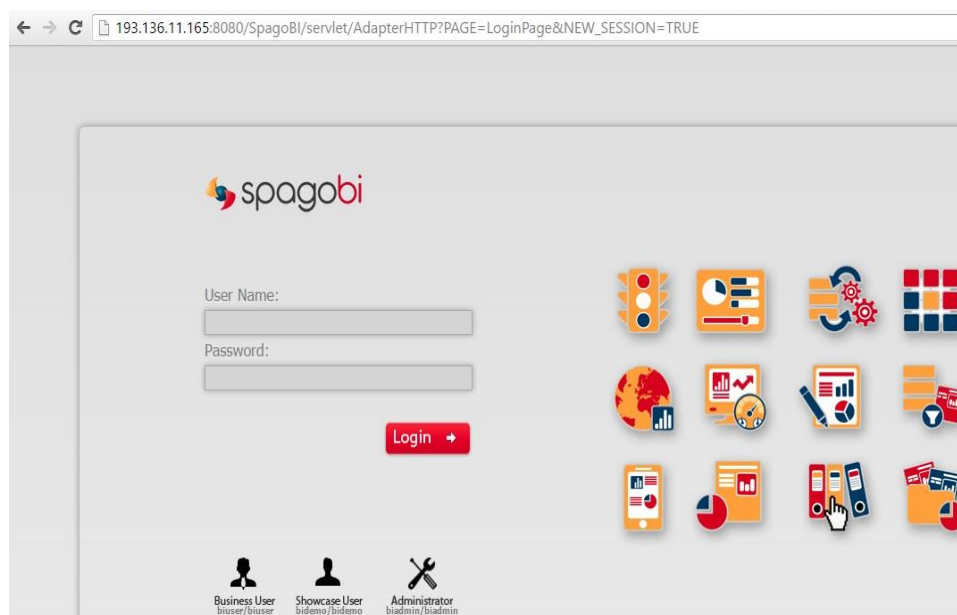 193.136.11.165:8080/SpagoBI/servlet/AdapterHTTP?PAGE=LoginPage&NEW_SESSION=TRUE
spagobi
User Name:
Password:
Login
Business User Showcase User Administrator
biuser/biuser bidemo/bidemo biadmin/biadmin